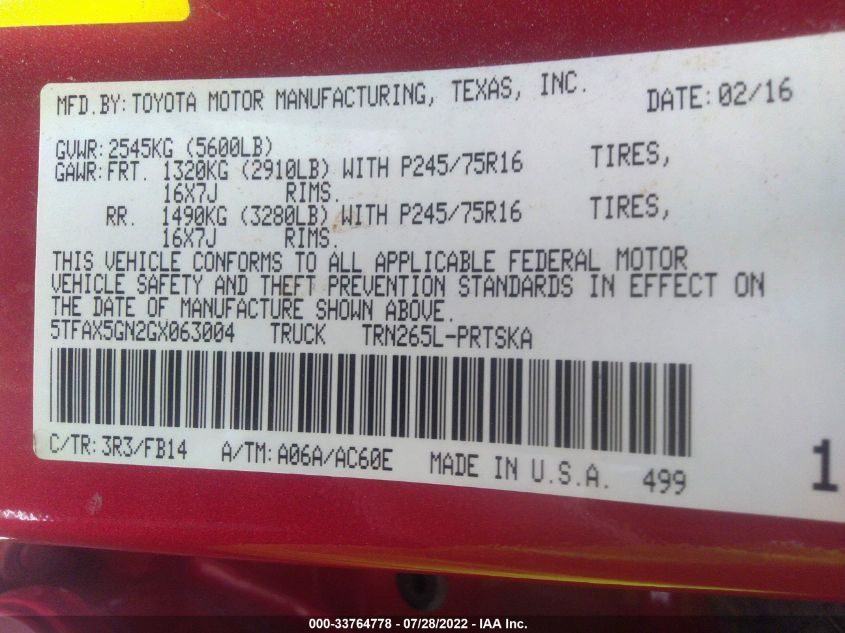 MFD.BY: TOYOTA MOTOR MANUFACTURING, TEXAS, INC. DATE: 02/16
GVWR: 2545KG (5600LB)
GAWR: FRT. 1320KG (2910LB) WITH P245/75R16 TIRES,
16X7J RIMS.
RR. 1490KG (3280LB) WITH P245/75R16 TIRES,
16X7J RIMS.
THIS VEHICLE CONFORMS TO ALL APPLICABLE FEDERAL MOTOR
VEHICLE SAFETY AND THEFT PREVENTION STANDARDS IN EFFECT ON
THE DATE OF MANUFACTURE SHOWN ABOVE.
5TFAX5GN2GX063004 TRUCK TRN265L-PRTSKA
C/TR: 3R3/FB14 A/TM: A06A/AC60E MADE IN U.S.A. 499 1
000-33764778 - 07/28/2022 - IAA Inc.